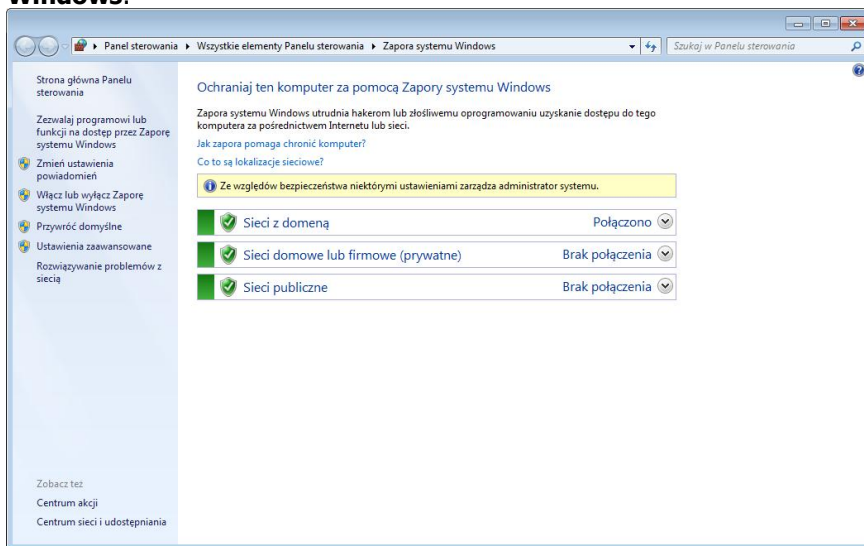 Windows.
Panel sterowania ▸ Wszystkie elementy Panelu sterowania ▸ Zapora systemu Windows
Szukaj w Panelu sterowania
Strona główna Panelu
sterowania
Zezwalaj programowi lub
funkcji na dostęp przez Zaporę
systemu Windows
Zmień ustawienia
powiadomień
Włącz lub wyłącz Zaporę
systemu Windows
Przywróć domyślne
Ustawienia zaawansowane
Rozwiązywanie problemów z
siecią
Ochraniaj ten komputer za pomocą Zapory systemu Windows
Zapora systemu Windows utrudnia hakerom lub złośliwemu oprogramowaniu uzyskanie dostępu do tego
komputera za pośrednictwem Internetu lub sieci.
Jak zapora pomaga chronić komputer?
Co to są lokalizacje sieciowe?
Ze względów bezpieczeństwa niektórymi ustawieniami zarządza administrator systemu.
Sieci z domeną Połączono
Sieci domowe lub firmowe (prywatne) Brak połączenia
Sieci publiczne Brak połączenia
Zobacz też
Centrum akcji
Centrum sieci i udostępniania